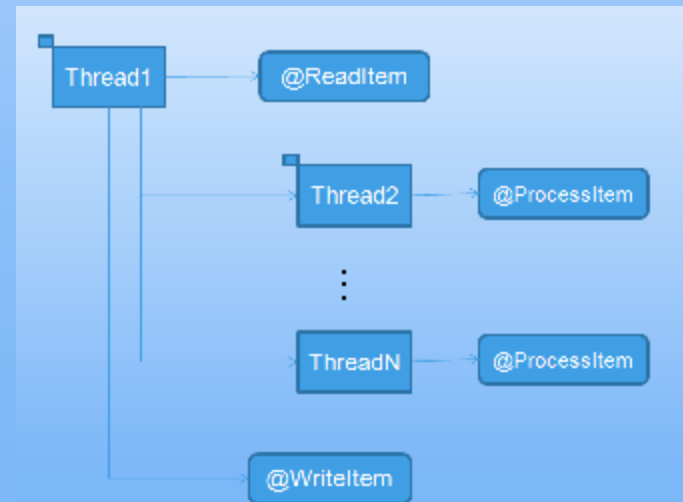 Thread1
@ReadItem
Thread2
@ProcessItem
⋮
ThreadN
@ProcessItem
@WriteItem